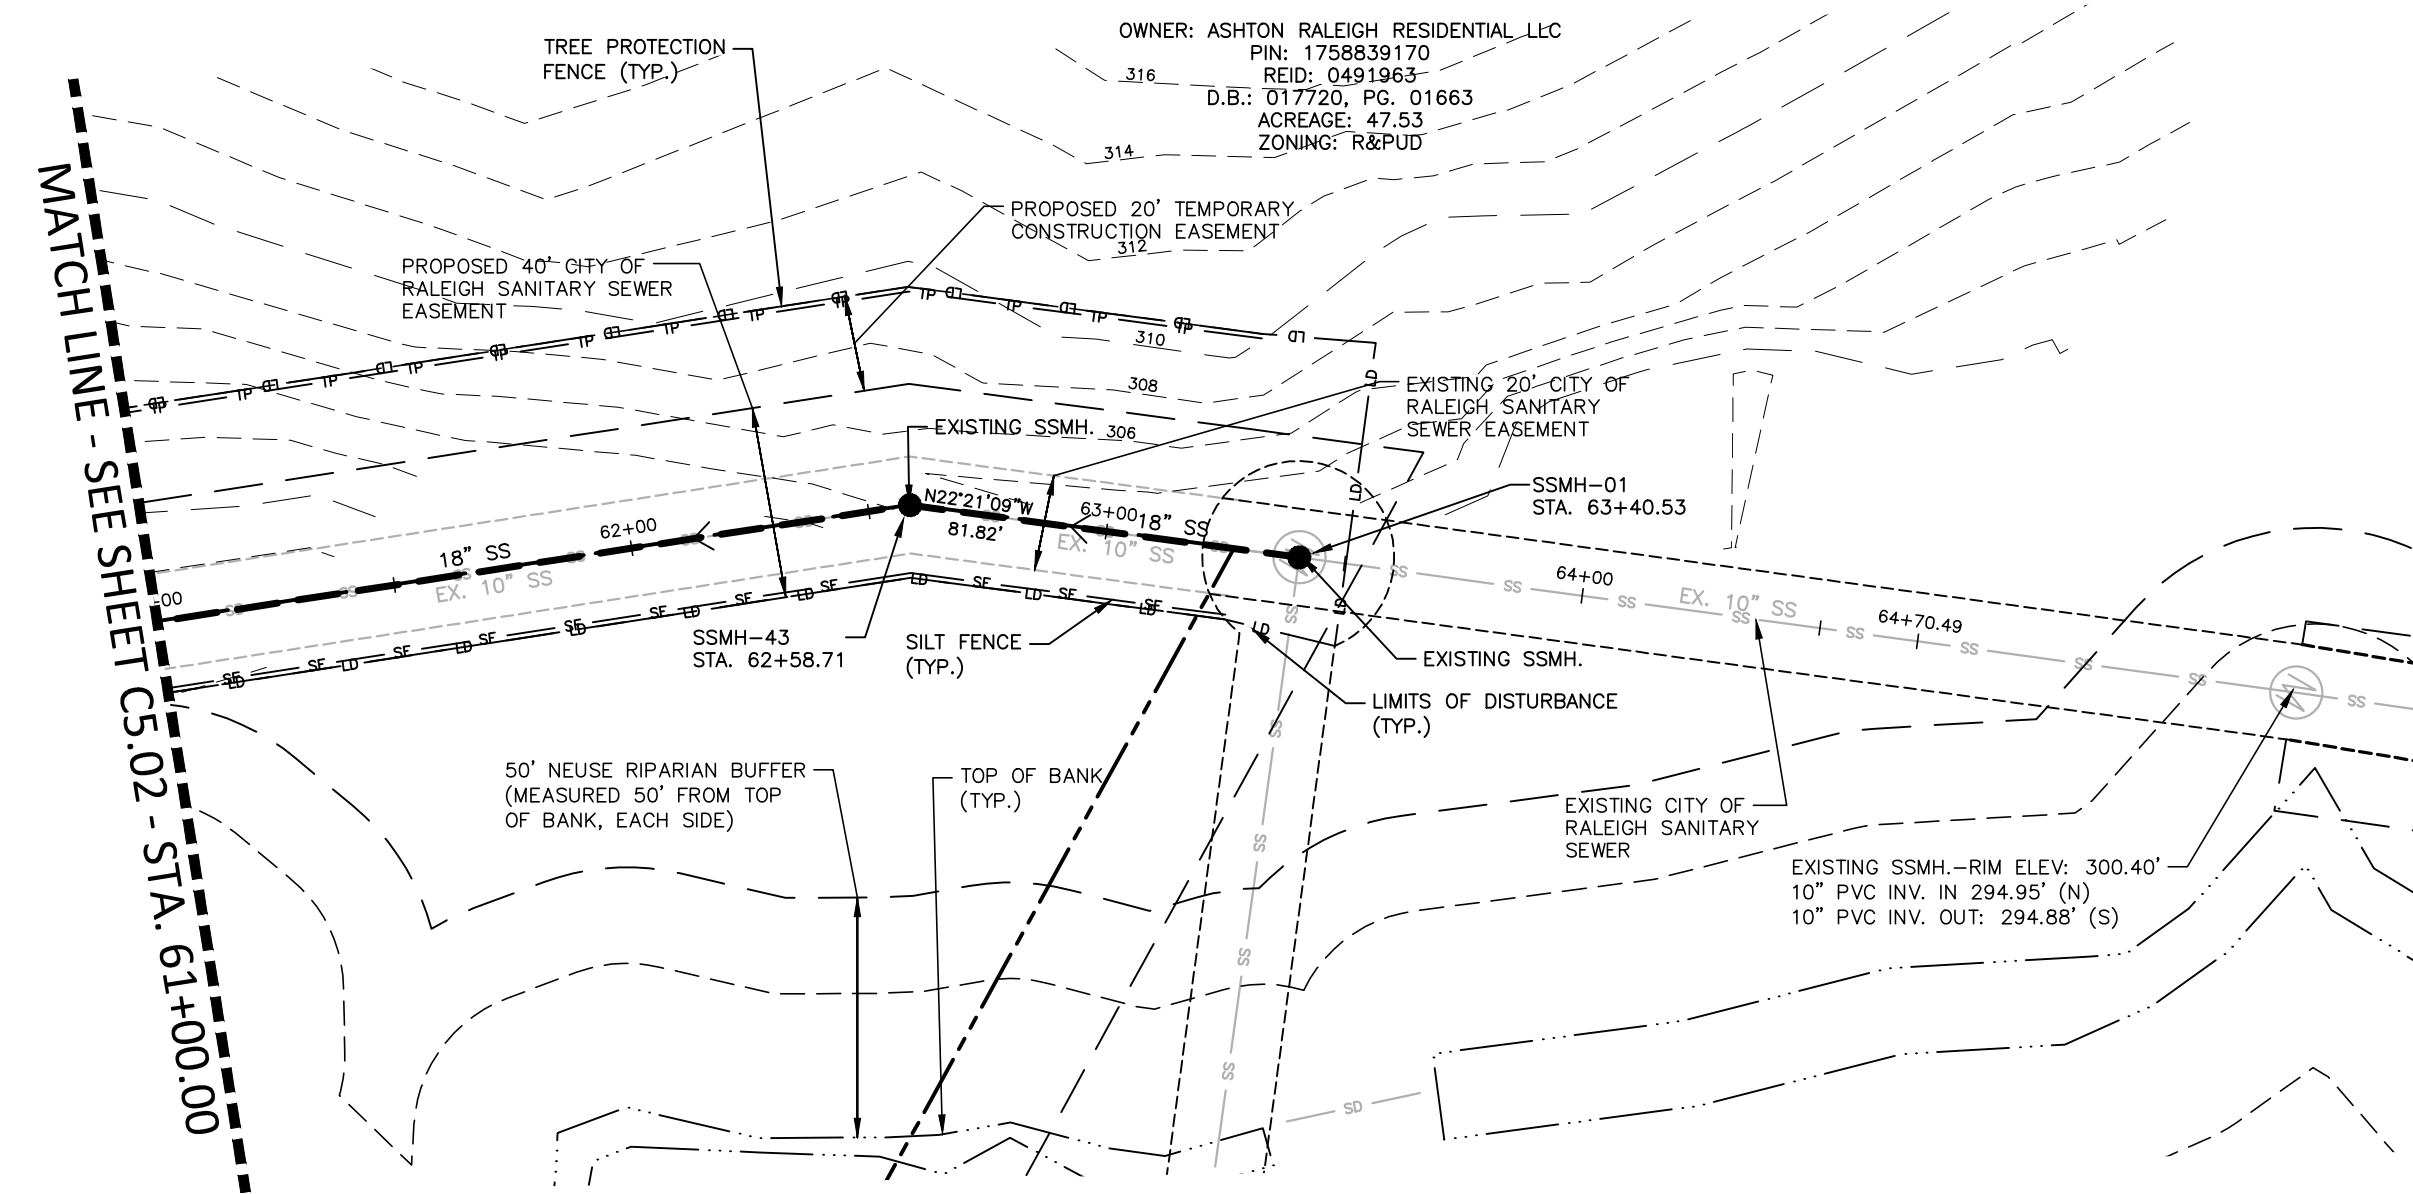 OWNER: ASHTON RALEIGH RESIDENTIAL LLC
PIN: 1758839170
REID: 0491963
D.B.: 017720, PG. 01663
ACREAGE: 47.53
ZONING: R&PUD
TREE PROTECTION
FENCE (TYP.)
316
314
312
310
308
306
PROPOSED 20' TEMPORARY
CONSTRUCTION EASEMENT
PROPOSED 40' CITY OF
RALEIGH SANITARY SEWER
EASEMENT
EXISTING 20' CITY OF
RALEIGH SANITARY
SEWER EASEMENT
EXISTING SSMH.
SSMH-01
STA. 63+40.53
N22°21'09"W
81.82'
63+00
18" SS
EX. 10" SS
62+00
18" SS
EX. 10" SS
+00
64+00
EX. 10" SS
64+70.49
SSMH-43
STA. 62+58.71
SILT FENCE
(TYP.)
EXISTING SSMH.
LIMITS OF DISTURBANCE
(TYP.)
50' NEUSE RIPARIAN BUFFER
(MEASURED 50' FROM TOP
OF BANK, EACH SIDE)
TOP OF BANK
(TYP.)
EXISTING CITY OF
RALEIGH SANITARY
SEWER
EXISTING SSMH.-RIM ELEV: 300.40'
10" PVC INV. IN 294.95' (N)
10" PVC INV. OUT: 294.88' (S)
SD
MATCH LINE - SEE SHEET C5.02 - STA. 61+00.00